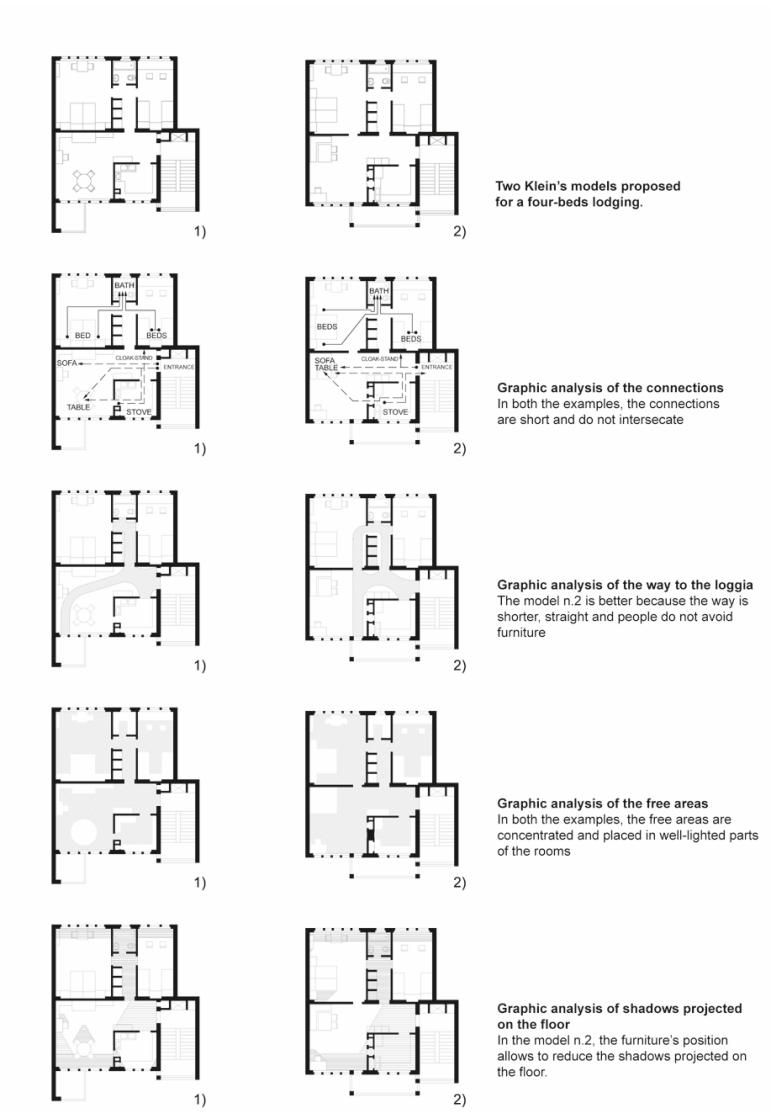 Two Klein's models proposed
for a four-beds lodging.
1)
2)
BATH
BED
BEDS
SOFA
CLOAK-STAND
ENTRANCE
TABLE
STOVE
1)
BATH
BEDS
BEDS
SOFA
TABLE
CLOAK-STAND
ENTRANCE
STOVE
2)
Graphic analysis of the connections
In both the examples, the connections
are short and do not intersecate
1)
2)
Graphic analysis of the way to the loggia
The model n.2 is better because the way is
shorter, straight and people do not avoid
furniture
1)
2)
Graphic analysis of the free areas
In both the examples, the free areas are
concentrated and placed in well-lighted parts
of the rooms
1)
2)
Graphic analysis of shadows projected
on the floor
In the model n.2, the furniture's position
allows to reduce the shadows projected on
the floor.